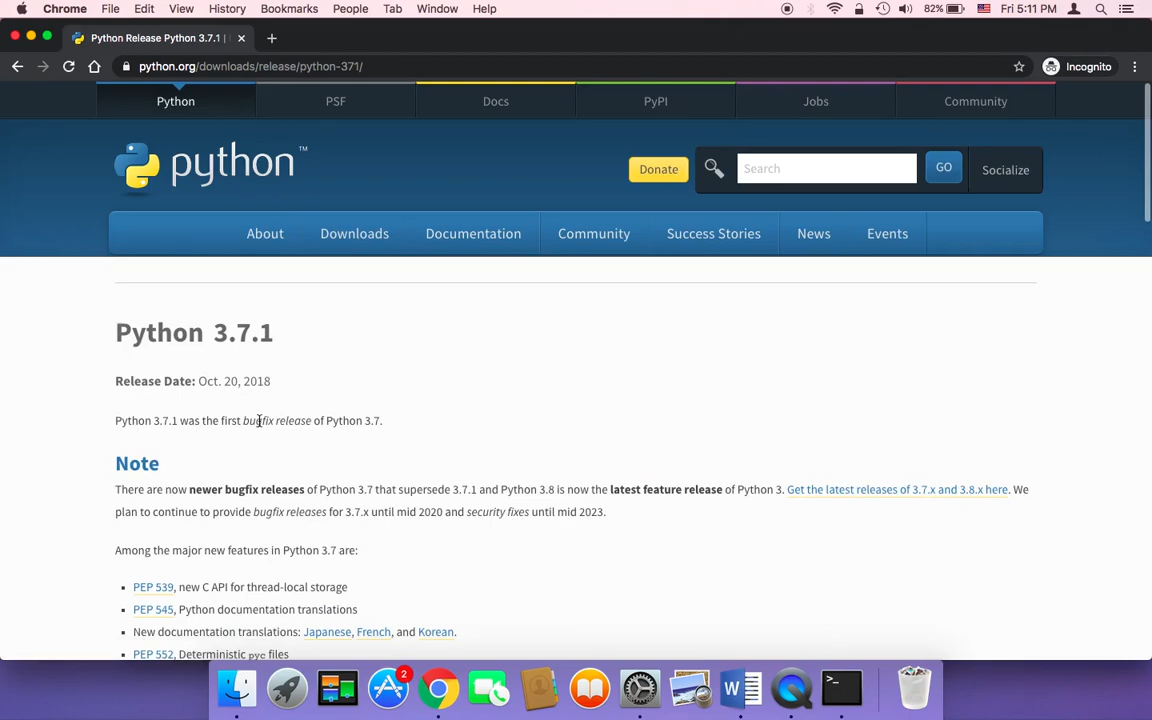 Chrome File Edit View History Bookmarks People Tab Window Help 82% Fri 5:11 PM
Python Release Python 3.7.1 |
python.org/downloads/release/python-371/ Incognito
Python PSF Docs PyPI Jobs Community
python™ Donate Search GO Socialize
About Downloads Documentation Community Success Stories News Events
Python 3.7.1
Release Date: Oct. 20, 2018
Python 3.7.1 was the first bugfix release of Python 3.7.
Note
There are now newer bugfix releases of Python 3.7 that supersede 3.7.1 and Python 3.8 is now the latest feature release of Python 3. Get the latest releases of 3.7.x and 3.8.x here. We
plan to continue to provide bugfix releases for 3.7.x until mid 2020 and security fixes until mid 2023.
Among the major new features in Python 3.7 are:
PEP 539, new C API for thread-local storage
PEP 545, Python documentation translations
New documentation translations: Japanese, French, and Korean.
PEP 552, Deterministic pyc files
2
W
>_